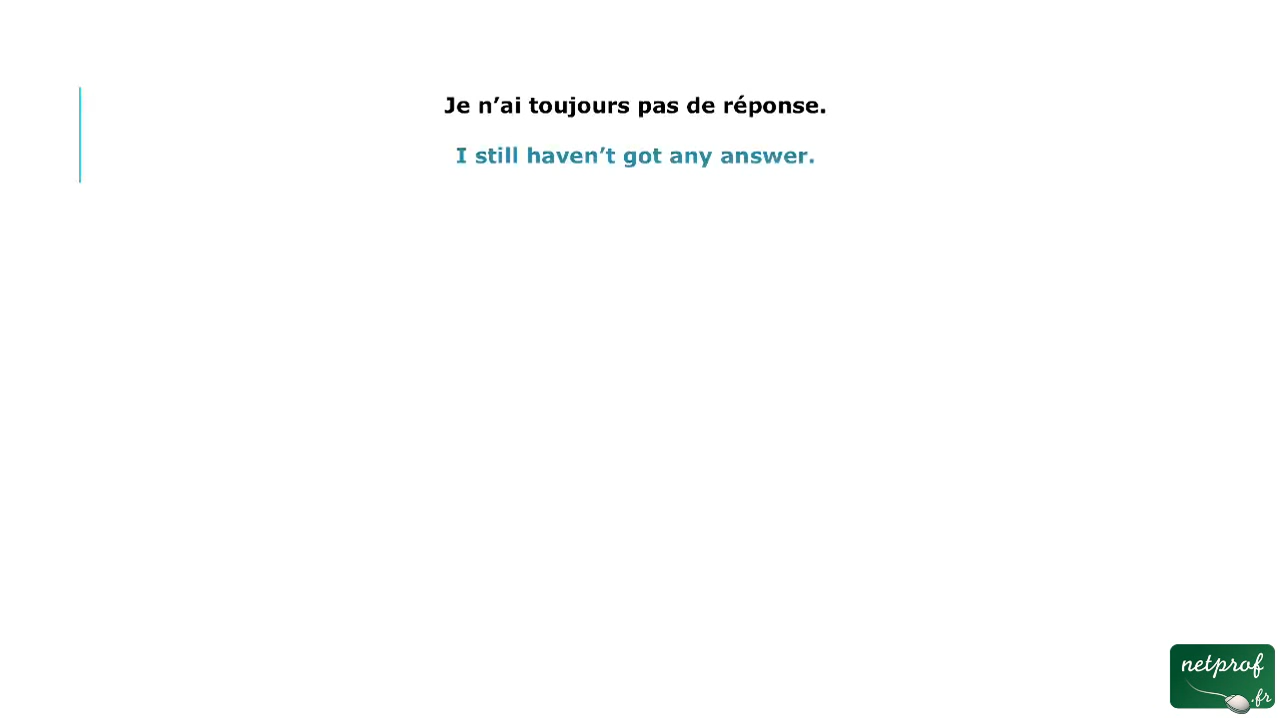 Je n’ai toujours pas de réponse.
I still haven’t got any answer.
netprof
.fr